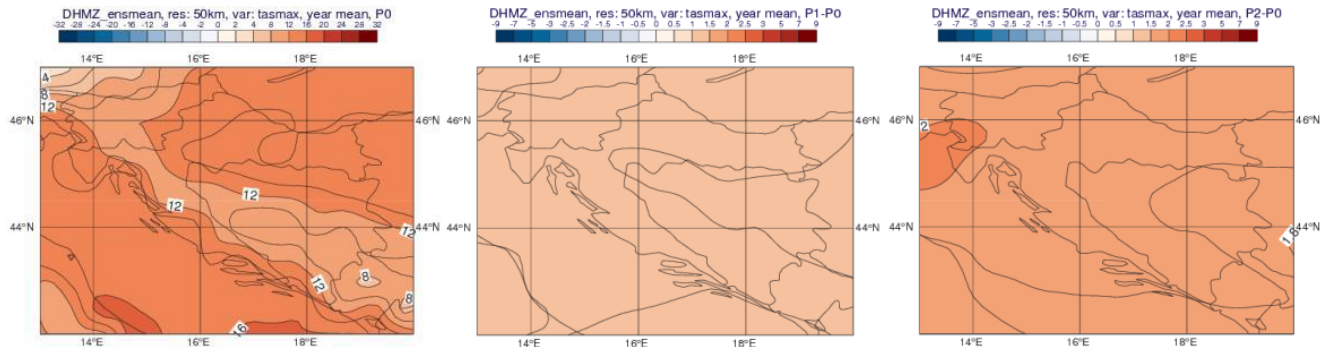 DHMZ_ensmean, res: 50km, var: tasmax, year mean, P0
-32 -28 -24 -20 -16 -12 -8 -4 -2 0 2 4 8 12 16 20 24 28 32
14°E 16°E 18°E
4
8
12
46°N 46°N
12
12
44°N 44°N
12
8
12
8
16
14°E 16°E 18°E
DHMZ_ensmean, res: 50km, var: tasmax, year mean, P1-P0
-9 -7 -5 -3 -2.5 -2 -1.5 -1 -0.5 0 0.5 1 1.5 2 2.5 3 5 7 9
14°E 16°E 18°E
46°N
44°N
14°E 16°E 18°E
DHMZ_ensmean, res: 50km, var: tasmax, year mean, P2-P0
-9 -7 -5 -3 -2.5 -2 -1.5 -1 -0.5 0 0.5 1 1.5 2 2.5 3 5 7 9
14°E 16°E 18°E
2
46°N 46°N
44°N 44°N
1.8
14°E 16°E 18°E